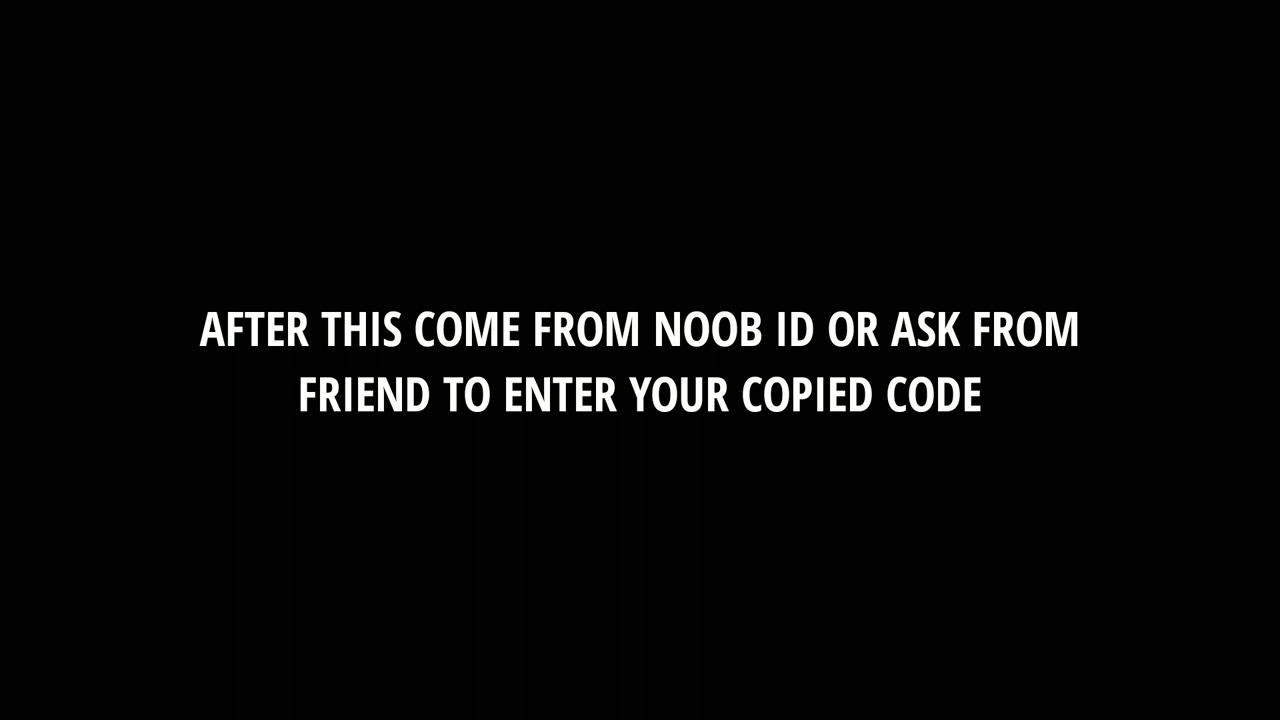 AFTER THIS COME FROM NOOB ID OR ASK FROM
FRIEND TO ENTER YOUR COPIED CODE